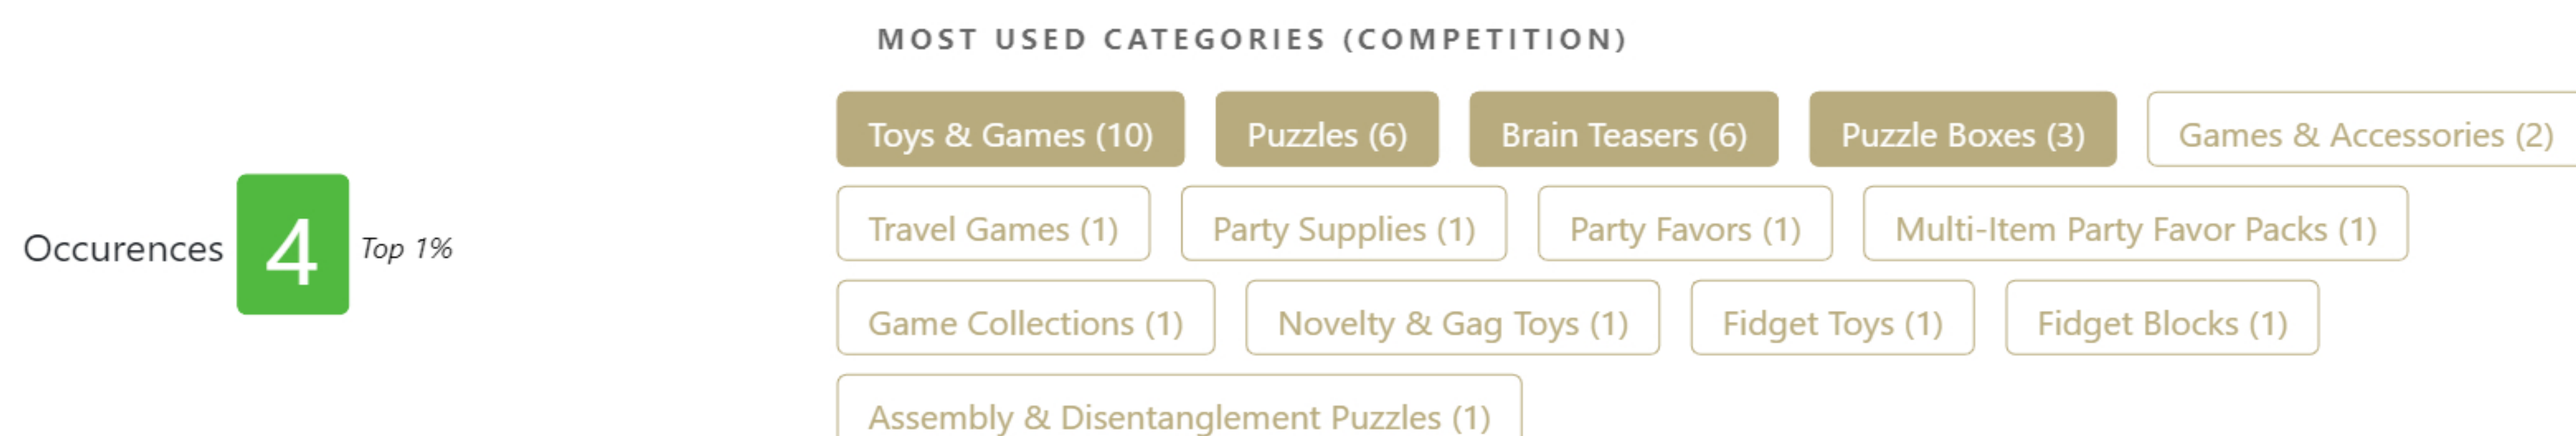 MOST USED CATEGORIES (COMPETITION)
Toys & Games (10) Puzzles (6) Brain Teasers (6) Puzzle Boxes (3) Games & Accessories (2)
Travel Games (1) Party Supplies (1) Party Favors (1) Multi-Item Party Favor Packs (1)
Occurences 4 Top 1%
Game Collections (1) Novelty & Gag Toys (1) Fidget Toys (1) Fidget Blocks (1)
Assembly & Disentanglement Puzzles (1)